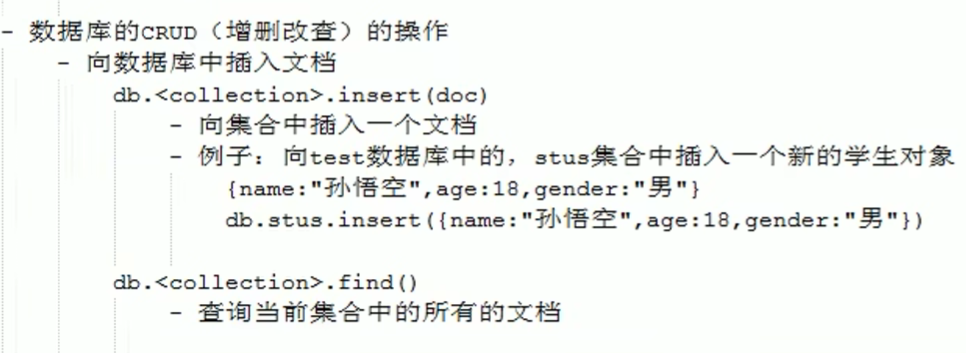 - 数据库的CRUD（增删改查）的操作
- 向数据库中插入文档
db.<collection>.insert(doc)
- 向集合中插入一个文档
- 例子：向test数据库中的，stus集合中插入一个新的学生对象
{name:"孙悟空",age:18,gender:"男"}
db.stus.insert({name:"孙悟空",age:18,gender:"男"})
db.<collection>.find()
- 查询当前集合中的所有的文档